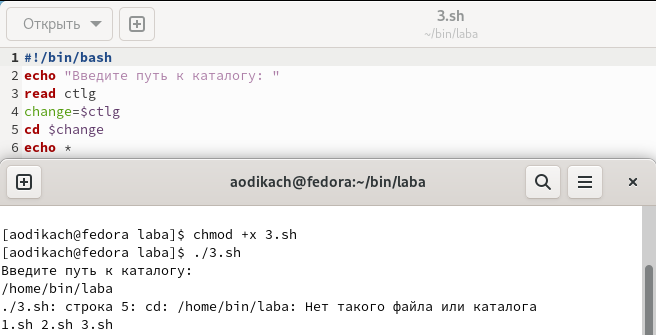 Открыть
3.sh
~/bin/laba
1 #!/bin/bash
2 echo "Введите путь к каталогу: "
3 read ctlg
4 change=$ctlg
5 cd $change
6 echo *
aodikach@fedora:~/bin/laba
[aodikach@fedora laba]$ chmod +x 3.sh
[aodikach@fedora laba]$ ./3.sh
Введите путь к каталогу:
/home/bin/laba
./3.sh: строка 5: cd: /home/bin/laba: Нет такого файла или каталога
1.sh 2.sh 3.sh